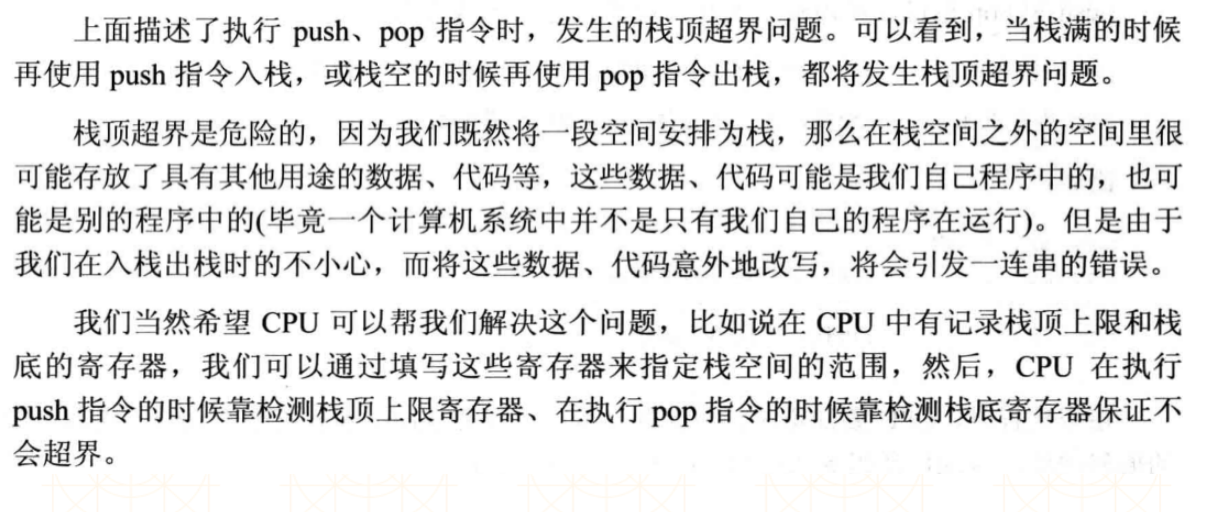 上面描述了执行 push、pop 指令时，发生的栈顶超界问题。可以看到，当栈满的时候
再使用 push 指令入栈，或栈空的时候再使用 pop 指令出栈，都将发生栈顶超界问题。
栈顶超界是危险的，因为我们既然将一段空间安排为栈，那么在栈空间之外的空间里很
可能存放了具有其他用途的数据、代码等，这些数据、代码可能是我们自己程序中的，也可
能是别的程序中的(毕竟一个计算机系统中并不是只有我们自己的程序在运行)。但是由于
我们在入栈出栈时的不小心，而将这些数据、代码意外地改写，将会引发一连串的错误。
我们当然希望 CPU 可以帮我们解决这个问题，比如说在 CPU 中有记录栈顶上限和栈
底的寄存器，我们可以通过填写这些寄存器来指定栈空间的范围，然后，CPU 在执行
push 指令的时候靠检测栈顶上限寄存器、在执行 pop 指令的时候靠检测栈底寄存器保证不
会超界。